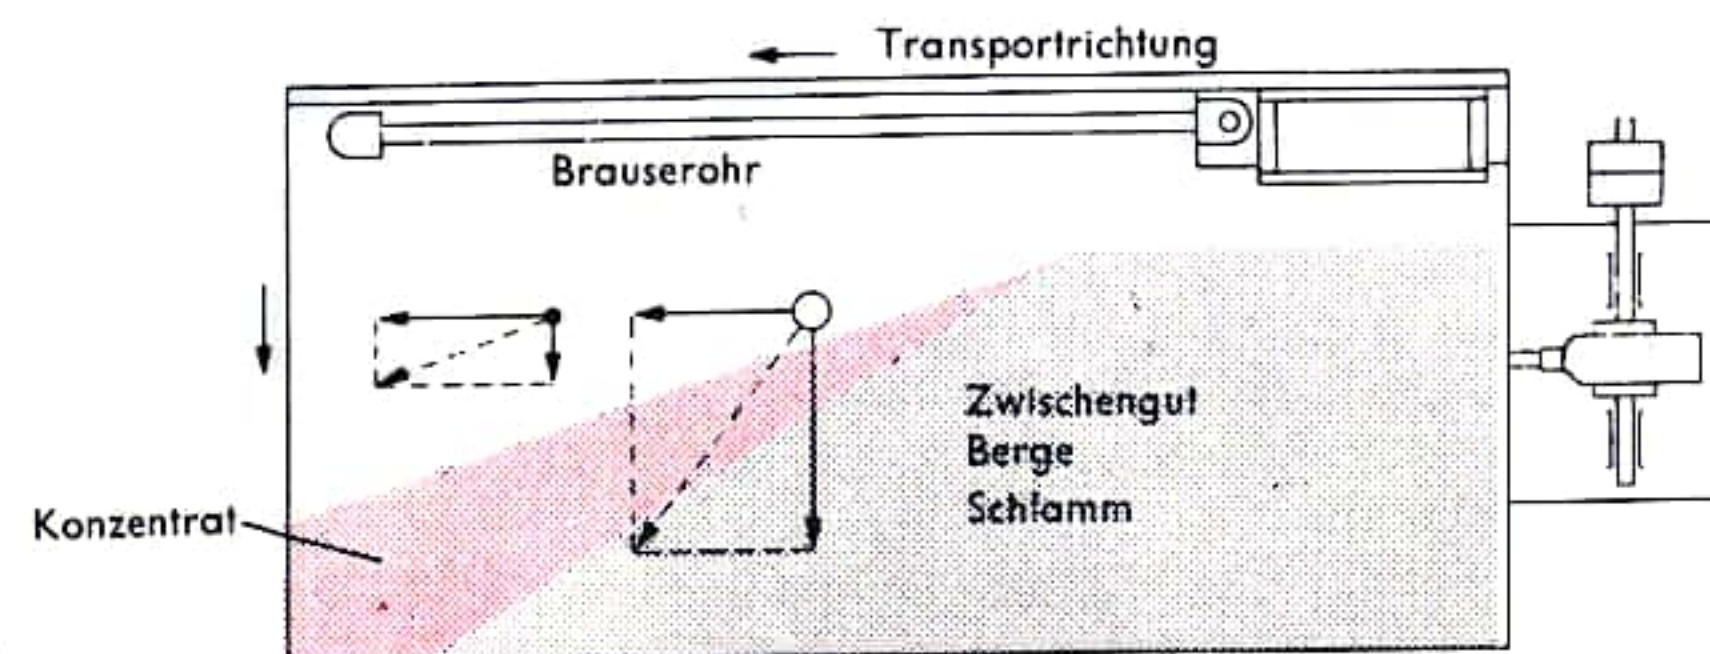 Transportrichtung
Brauserohr
Zwischengut
Berge
Schlamm
Konzentrat